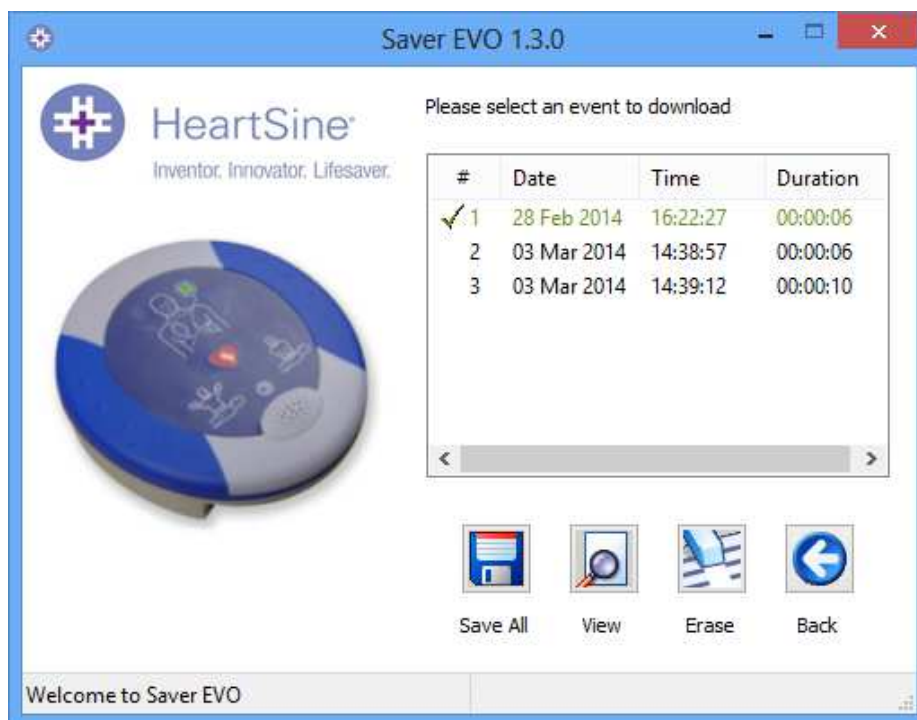 Saver EVO 1.3.0
HeartSine®
Inventor. Innovator. Lifesaver.
Please select an event to download
# Date Time Duration
1 28 Feb 2014 16:22:27 00:00:06
2 03 Mar 2014 14:38:57 00:00:06
3 03 Mar 2014 14:39:12 00:00:10
Save All View Erase Back
Welcome to Saver EVO